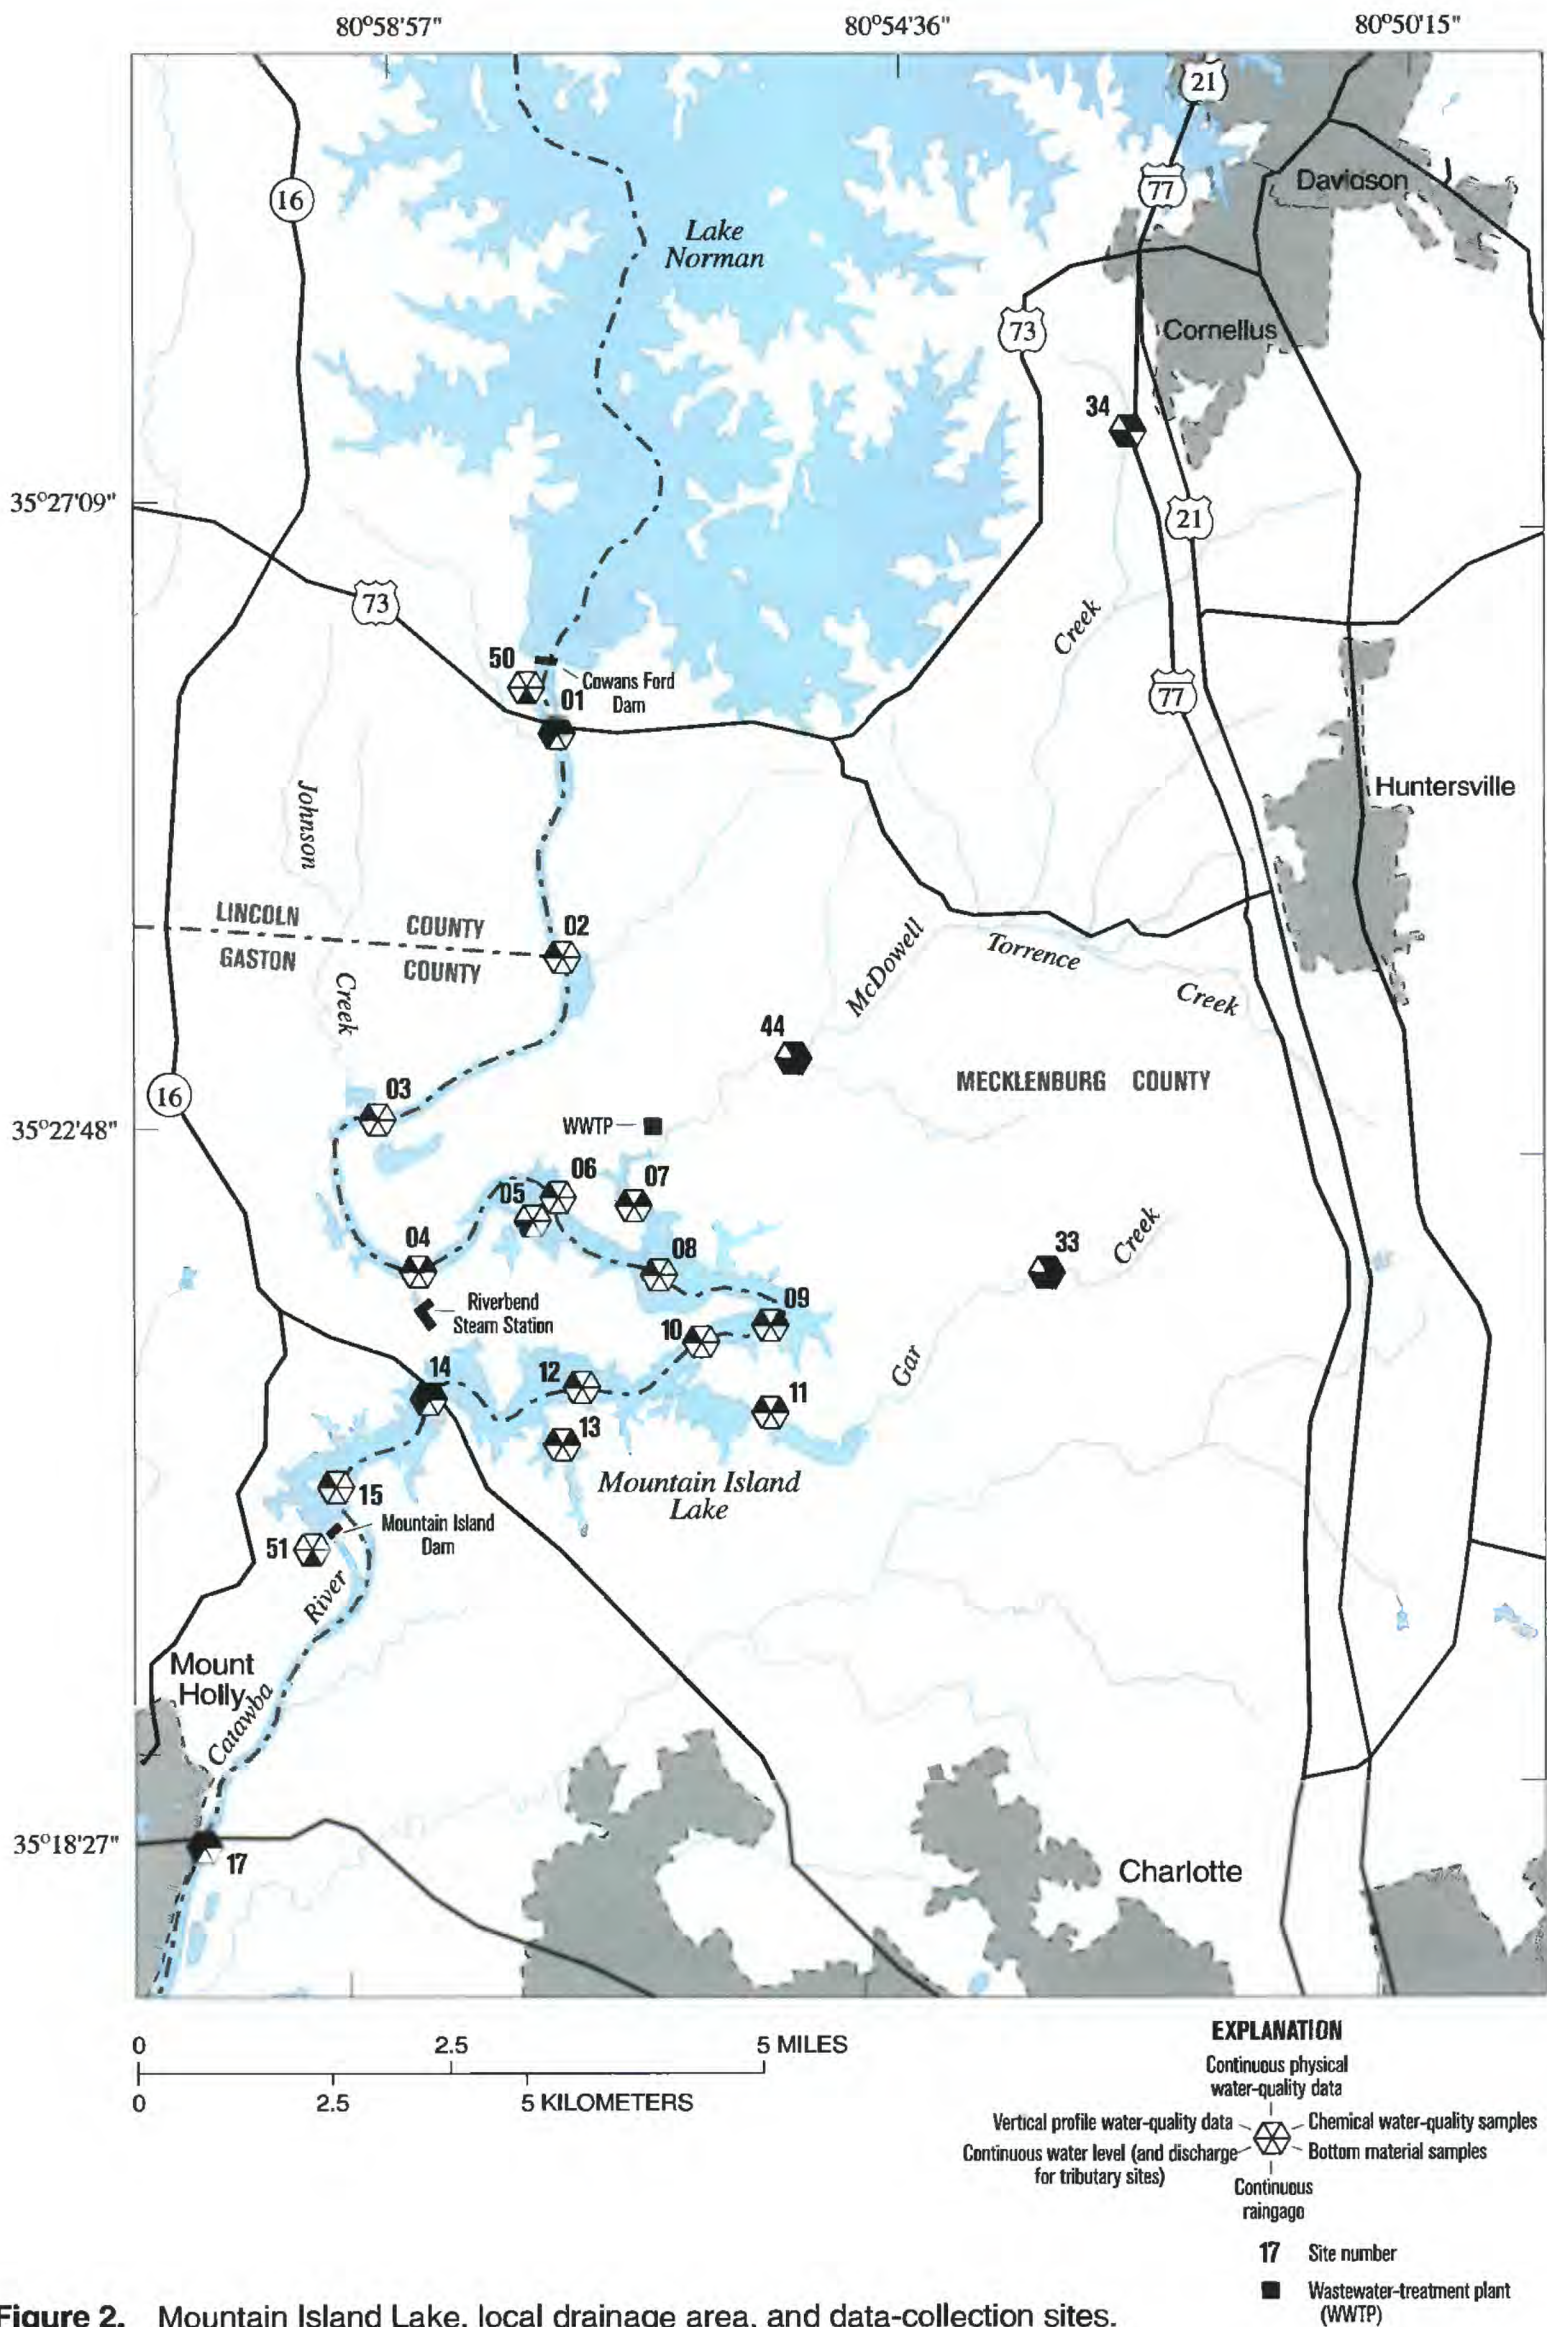 80°58'57" 80°54'36" 80°50'15"
21
77
Davidson
16
Lake
Norman
73
Cornellus
34
35°27'09"
21
73
Creek
50
Cowans Ford
Dam
01
77
Huntersville
Johnson
LINCOLN COUNTY
GASTON COUNTY
02
McDowell
Torrence
Creek
Creek
44
MECKLENBURG COUNTY
16
03
35°22'48"
WWTP
06
07
05
04
08
33
Creek
Riverbend
Steam Station
09
10
14
12
11
Gar
13
Mountain Island
Lake
15
Mountain Island
Dam
51
River
Mount
Holly
Catawba
35°18'27"
17
Charlotte
0 2.5 5 MILES
0 2.5 5 KILOMETERS
EXPLANATION
Continuous physical
water-quality data
Vertical profile water-quality data
Chemical water-quality samples
Continuous water level (and discharge
for tributary sites)
Bottom material samples
Continuous
raingago
17 Site number
Wastewater-treatment plant
(WWTP)
Figure 2. Mountain Island Lake, local drainage area, and data-collection sites.